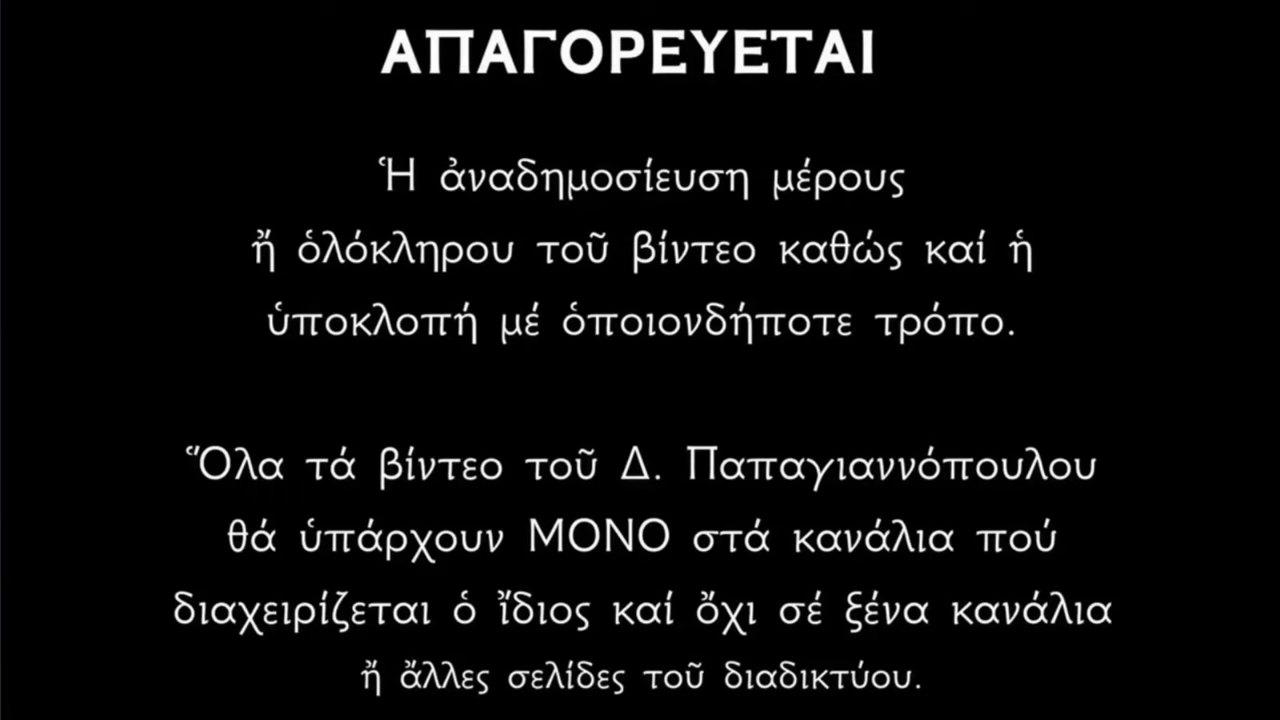 ΑΠΑΓΟΡΕΥΕΤΑΙ
Ἡ ἀναδημοσίευση μέρους
ἤ ὁλόκληρου τοῦ βίντεο καθώς καί ἡ
ὑποκλοπή μέ ὁποιονδήποτε τρόπο.
Ὅλα τά βίντεο τοῦ Δ. Παπαγιαννόπουλου
θά ὑπάρχουν ΜΟΝΟ στά κανάλια πού
διαχειρίζεται ὁ ἴδιος καί ὄχι σέ ξένα κανάλια
ἤ ἄλλες σελίδες τοῦ διαδικτύου.